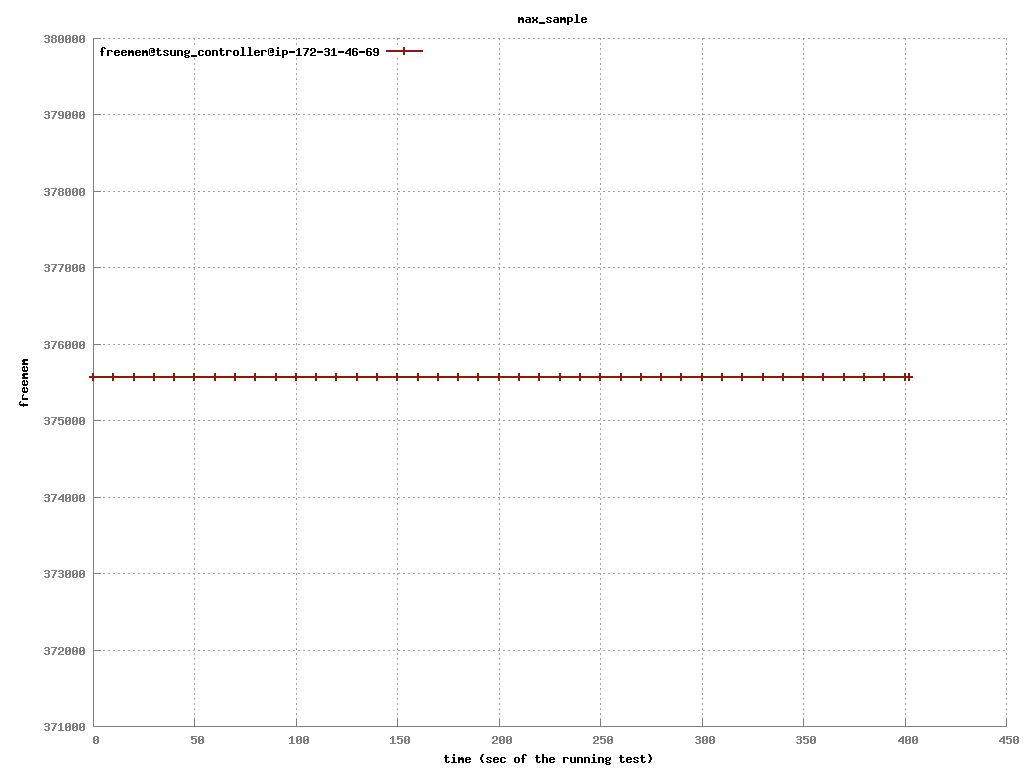 max_sample
freemem@tsung_controller@ip-172-31-46-69
380000
379000
378000
377000
376000
375000
374000
373000
372000
371000
freemem
0 50 100 150 200 250 300 350 400 450
time (sec of the running test)